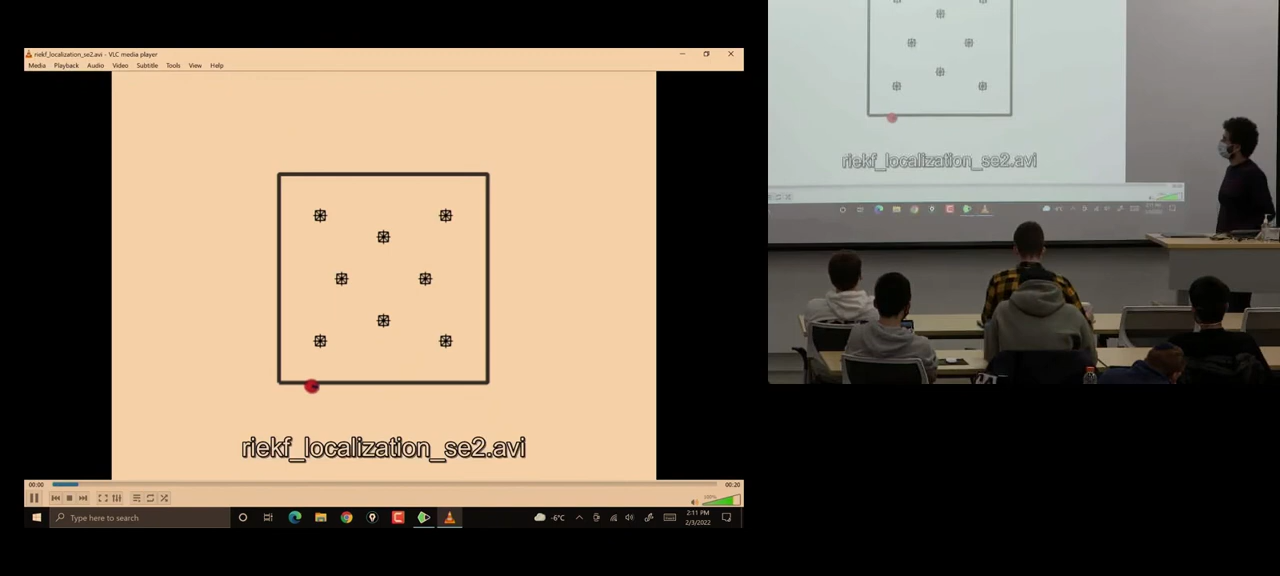 riekf_localization_se2.avi - VLC media player
Media Playback Audio Video Subtitle Tools View Help
riekf_localization_se2.avi
00:00
00:20
100%
Type here to search
-6°C
2:11 PM
2/3/2022
riekf_localization_se2.avi